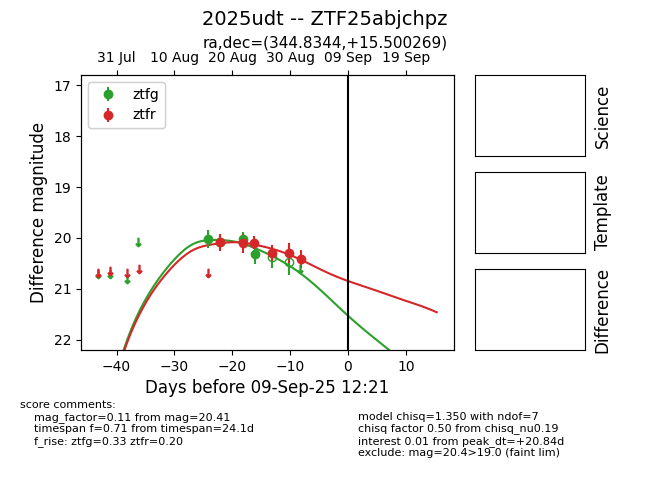 2025udt -- ZTF25abjchpz
ra,dec=(344.8344,+15.500269)
31 Jul 10 Aug 20 Aug 30 Aug 09 Sep 19 Sep
ztfg
ztfr
17
18
19
20
21
22
Difference magnitude
−40 −30 −20 −10 0 10
Days before 09-Sep-25 12:21
Science
Template
Difference
score comments:
mag_factor=0.11 from mag=20.41
timespan f=0.71 from timespan=24.1d
f_rise: ztfg=0.33 ztfr=0.20
model chisq=1.350 with ndof=7
chisq factor 0.50 from chisq_nu0.19
interest 0.01 from peak_dt=+20.84d
exclude: mag=20.4>19.0 (faint lim)